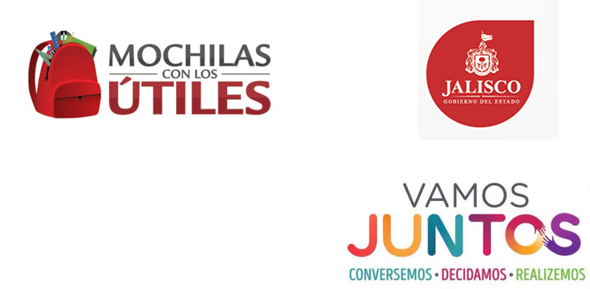 MOCHILAS
CON LOS
ÚTILES
JALISCO
GOBIERNO DEL ESTADO
VAMOS
JUNTOS
CONVERSEMOS • DECIDAMOS • REALIZEMOS